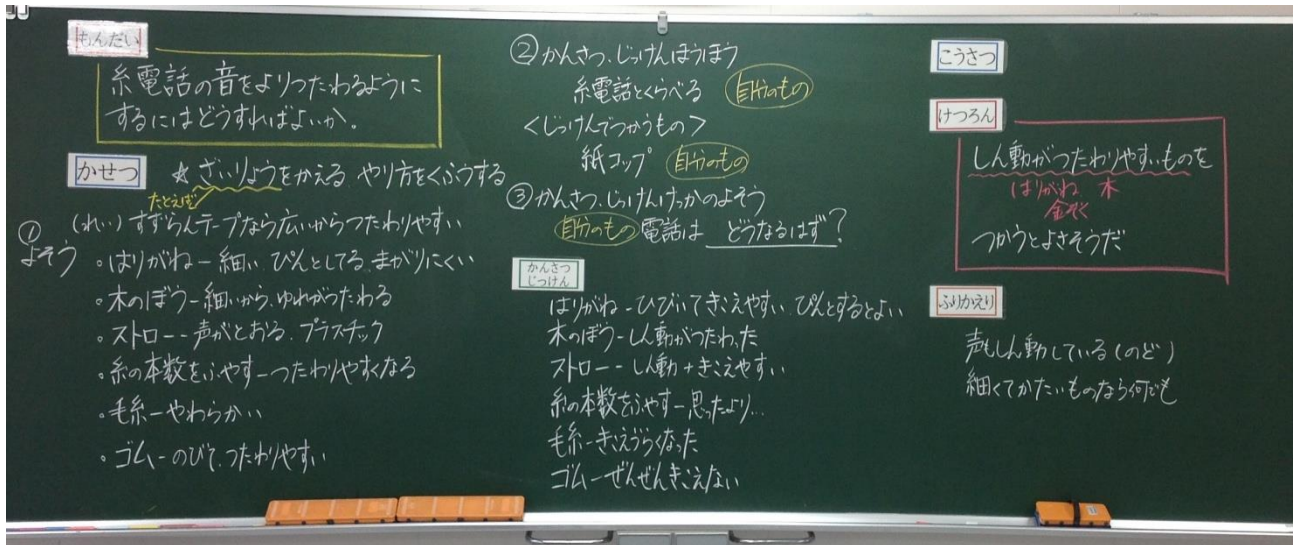 もんだい
糸電話の音をよりつたわるように
するにはどうすればよいか。
かせつ
☆ざいりょうをかえる やり方をくふうする
たとえば
①
よそう
(れい)すずらんテープなら広いからつたわりやすい
・はりがねー細い ぴんとしてる まがりにくい
・木のぼうー細いから、ゆれがつたわる
・ストローー声がとおる、プラスチック
・糸の本数をふやすーつたわりやすくなる
・毛糸ーやわらかい
・ゴムーのびて、つたわりやすい
②かんさつ、じっけんほうほう
糸電話とくらべる 自分のもの
<じっけんでつかうもの>
紙コップ 自分のもの
③かんさつ、じっけんけっかのよそう
自分のもの電話は どうなるはず?
かんさつ
じっけん
はりがねーひびいてきこえやすい ぴんとするとよい
木のぼうーしん動がつたわった
ストローーしん動+きこえやすい
糸の本数をふやすー思ったより…
毛糸ーきこえづらくなった
ゴムーぜんぜんきこえない
こうさつ
けつろん
しん動がつたわりやすいものを
はりがね 木
金ぞく
つかうとよさそうだ
ふりかえり
声もしん動している(のど)
細くてかたいものなら何でも